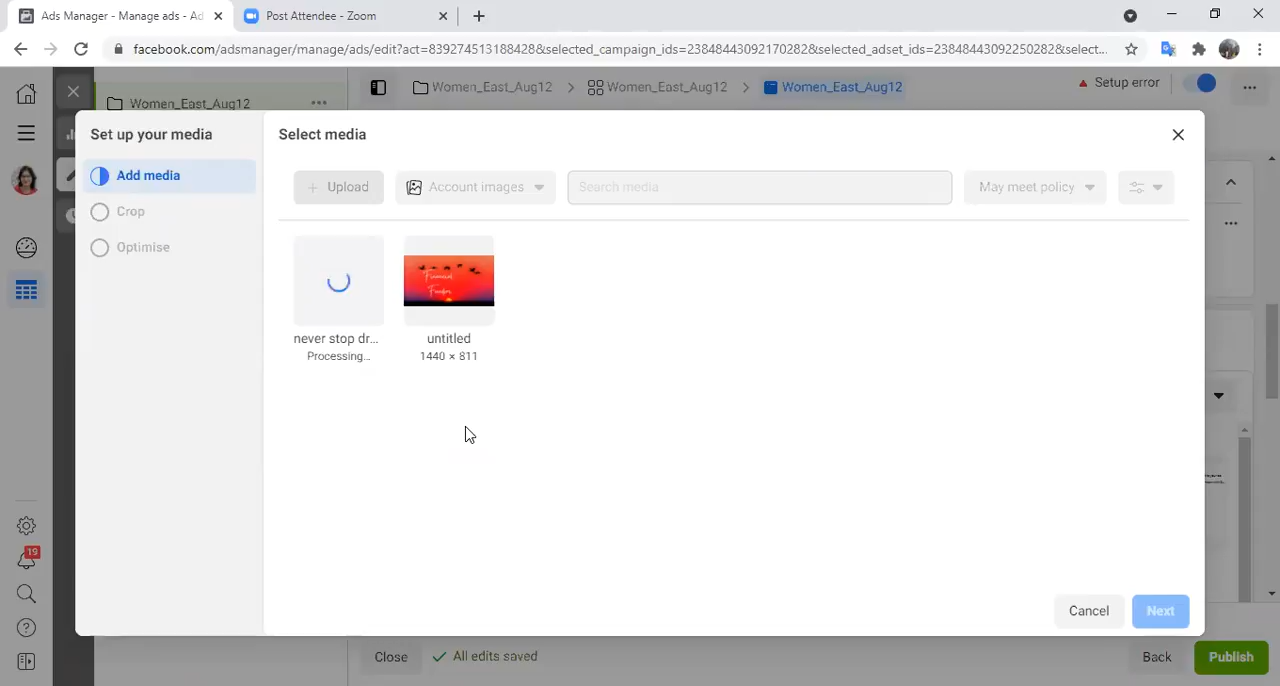 Ads Manager - Manage ads - Ad
Post Attendee - Zoom
facebook.com/adsmanager/manage/ads/edit?act=839274513188428&selected_campaign_ids=23848443092170282&selected_adset_ids=23848443092250282&select...
Women_East_Aug12
Women_East_Aug12
Women_East_Aug12
Women_East_Aug12
Setup error
Set up your media
Select media
Add media
Crop
Optimise
+ Upload
Account images
Search media
May meet policy
Financial
Freedom
never stop dr...
Processing...
untitled
1440 × 811
19
Cancel
Next
Close
All edits saved
Back
Publish